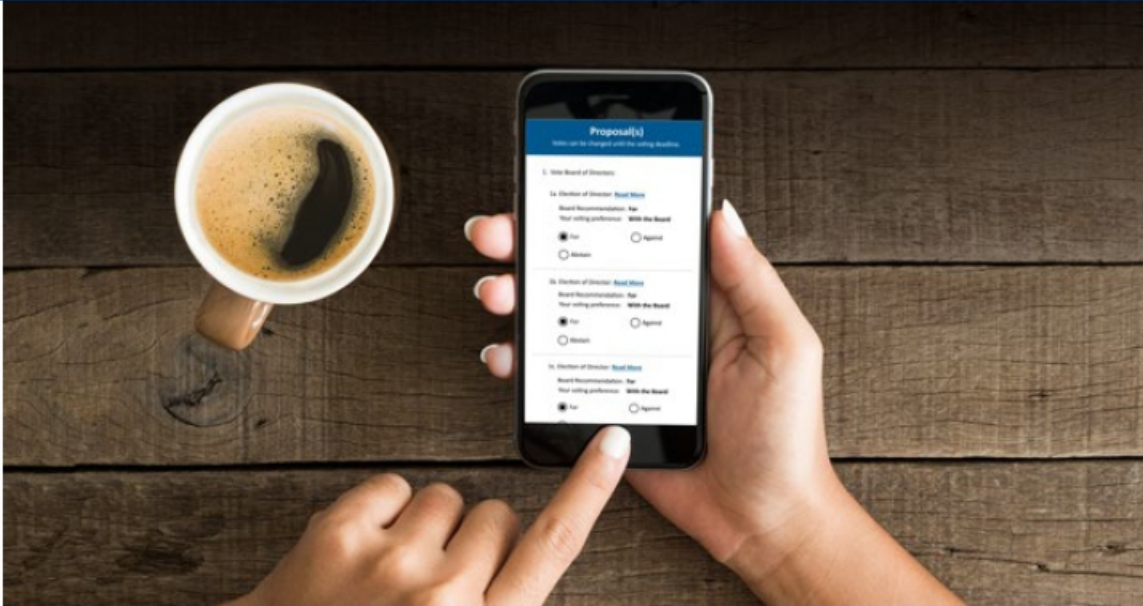 Proposal(s)
Votes can be changed until the voting deadline.
1. Vote Board of Directors:
1a. Election of Director: Read More
Board Recommendation: For
Your voting preference: With the Board
For
Against
Abstain
1b. Election of Director: Read More
Board Recommendation: For
Your voting preference: With the Board
For
Against
Abstain
1c. Election of Director: Read More
Board Recommendation: For
Your voting preference: With the Board
For
Against